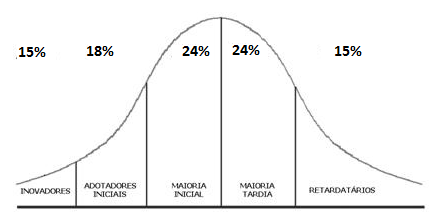 15%
18%
24%
24%
15%
INOVADORES
ADOTADORES
INICIAIS
MAIORIA
INICIAL
MAIORIA
TARDIA
RETARDATÁRIOS